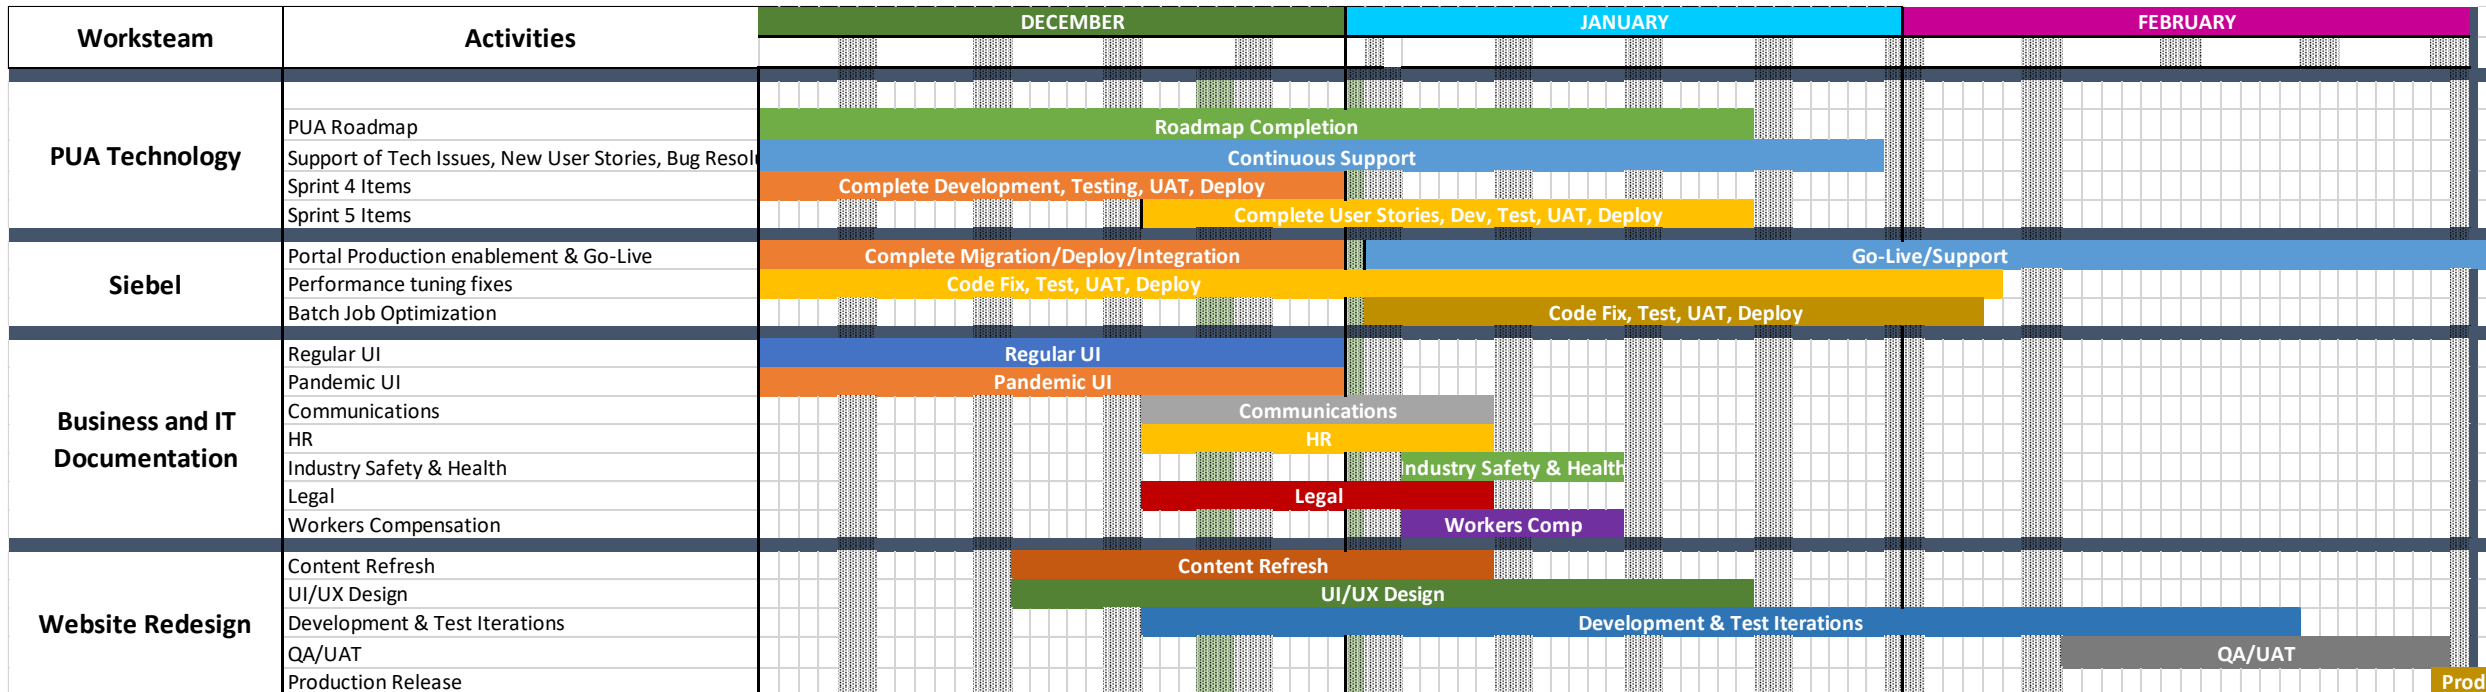 Worksteam
Activities
DECEMBER
JANUARY
FEBRUARY
PUA Technology
PUA Roadmap
Roadmap Completion
Support of Tech Issues, New User Stories, Bug Resol
Continuous Support
Sprint 4 Items
Complete Development, Testing, UAT, Deploy
Sprint 5 Items
Complete User Stories, Dev, Test, UAT, Deploy
Siebel
Portal Production enablement & Go-Live
Complete Migration/Deploy/Integration
Go-Live/Support
Performance tuning fixes
Code Fix, Test, UAT, Deploy
Batch Job Optimization
Code Fix, Test, UAT, Deploy
Business and IT
Documentation
Regular UI
Regular UI
Pandemic UI
Pandemic UI
Communications
Communications
HR
HR
Industry Safety & Health
ndustry Safety & Health
Legal
Legal
Workers Compensation
Workers Comp
Website Redesign
Content Refresh
Content Refresh
UI/UX Design
UI/UX Design
Development & Test Iterations
Development & Test Iterations
QA/UAT
QA/UAT
Production Release
Prod